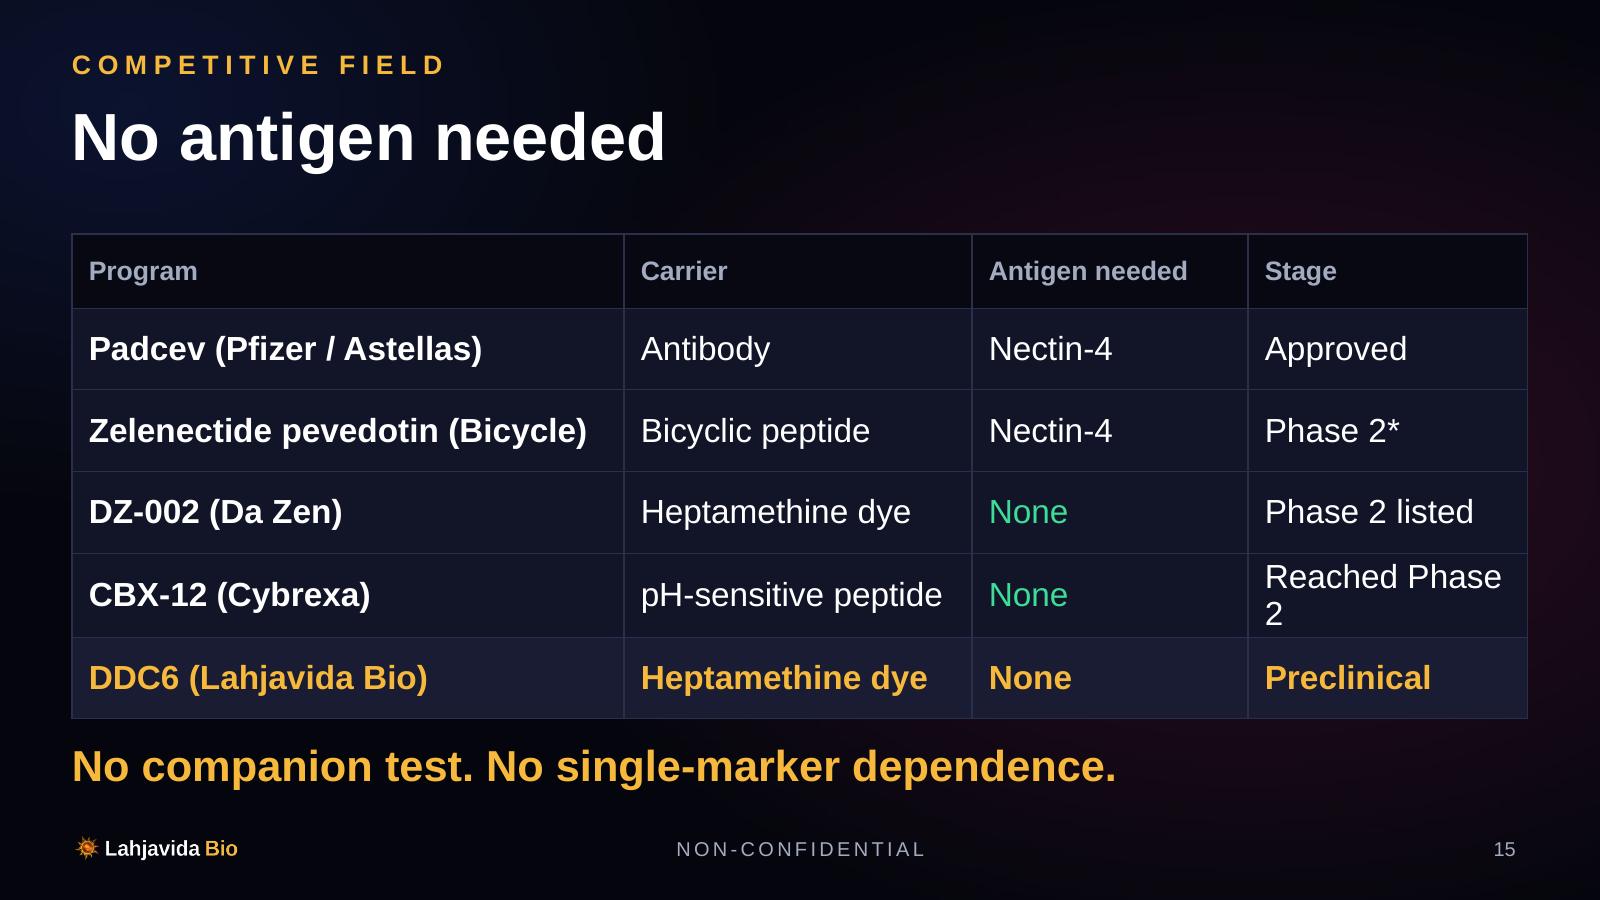 COMPETITIVE FIELD
No antigen needed
Program Carrier Antigen needed Stage
Padcev (Pfizer / Astellas) Antibody Nectin-4 Approved
Zelenectide pevedotin (Bicycle) Bicyclic peptide Nectin-4 Phase 2*
DZ-002 (Da Zen) Heptamethine dye None Phase 2 listed
CBX-12 (Cybrexa) pH-sensitive peptide None Reached Phase
2
DDC6 (Lahjavida Bio) Heptamethine dye None Preclinical
No companion test. No single-marker dependence.
Lahjavida Bio NON-CONFIDENTIAL 15